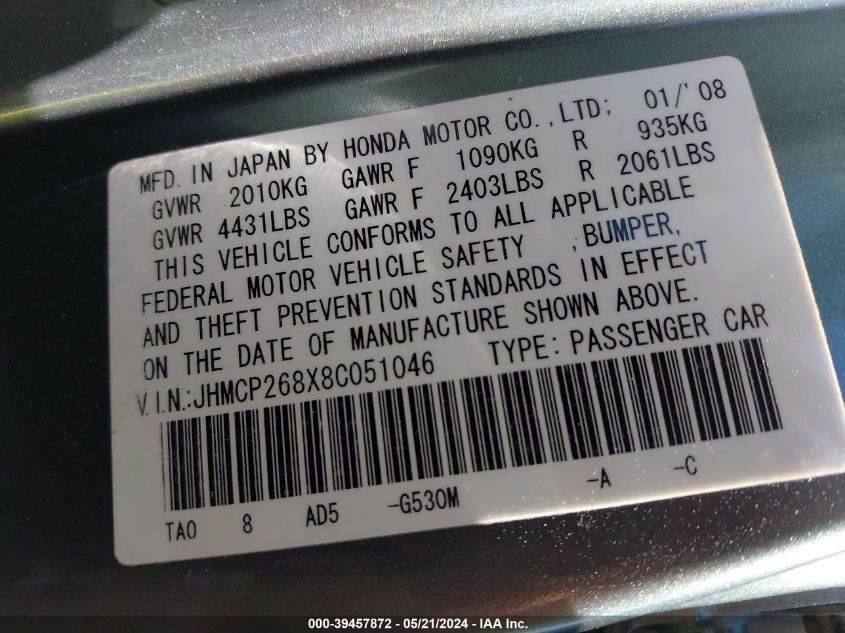 MFD. IN JAPAN BY HONDA MOTOR CO.,LTD; 01/'08
GVWR 2010KG GAWR F 1090KG R 935KG
GVWR 4431LBS GAWR F 2403LBS R 2061LBS
THIS VEHICLE CONFORMS TO ALL APPLICABLE
FEDERAL MOTOR VEHICLE SAFETY ,BUMPER,
AND THEFT PREVENTION STANDARDS IN EFFECT
ON THE DATE OF MANUFACTURE SHOWN ABOVE.
V.I.N.:JHMCP268X8C051046 TYPE: PASSENGER CAR
TA0 8 AD5 -G530M -A -C
000-39457872 - 05/21/2024 - IAA Inc.